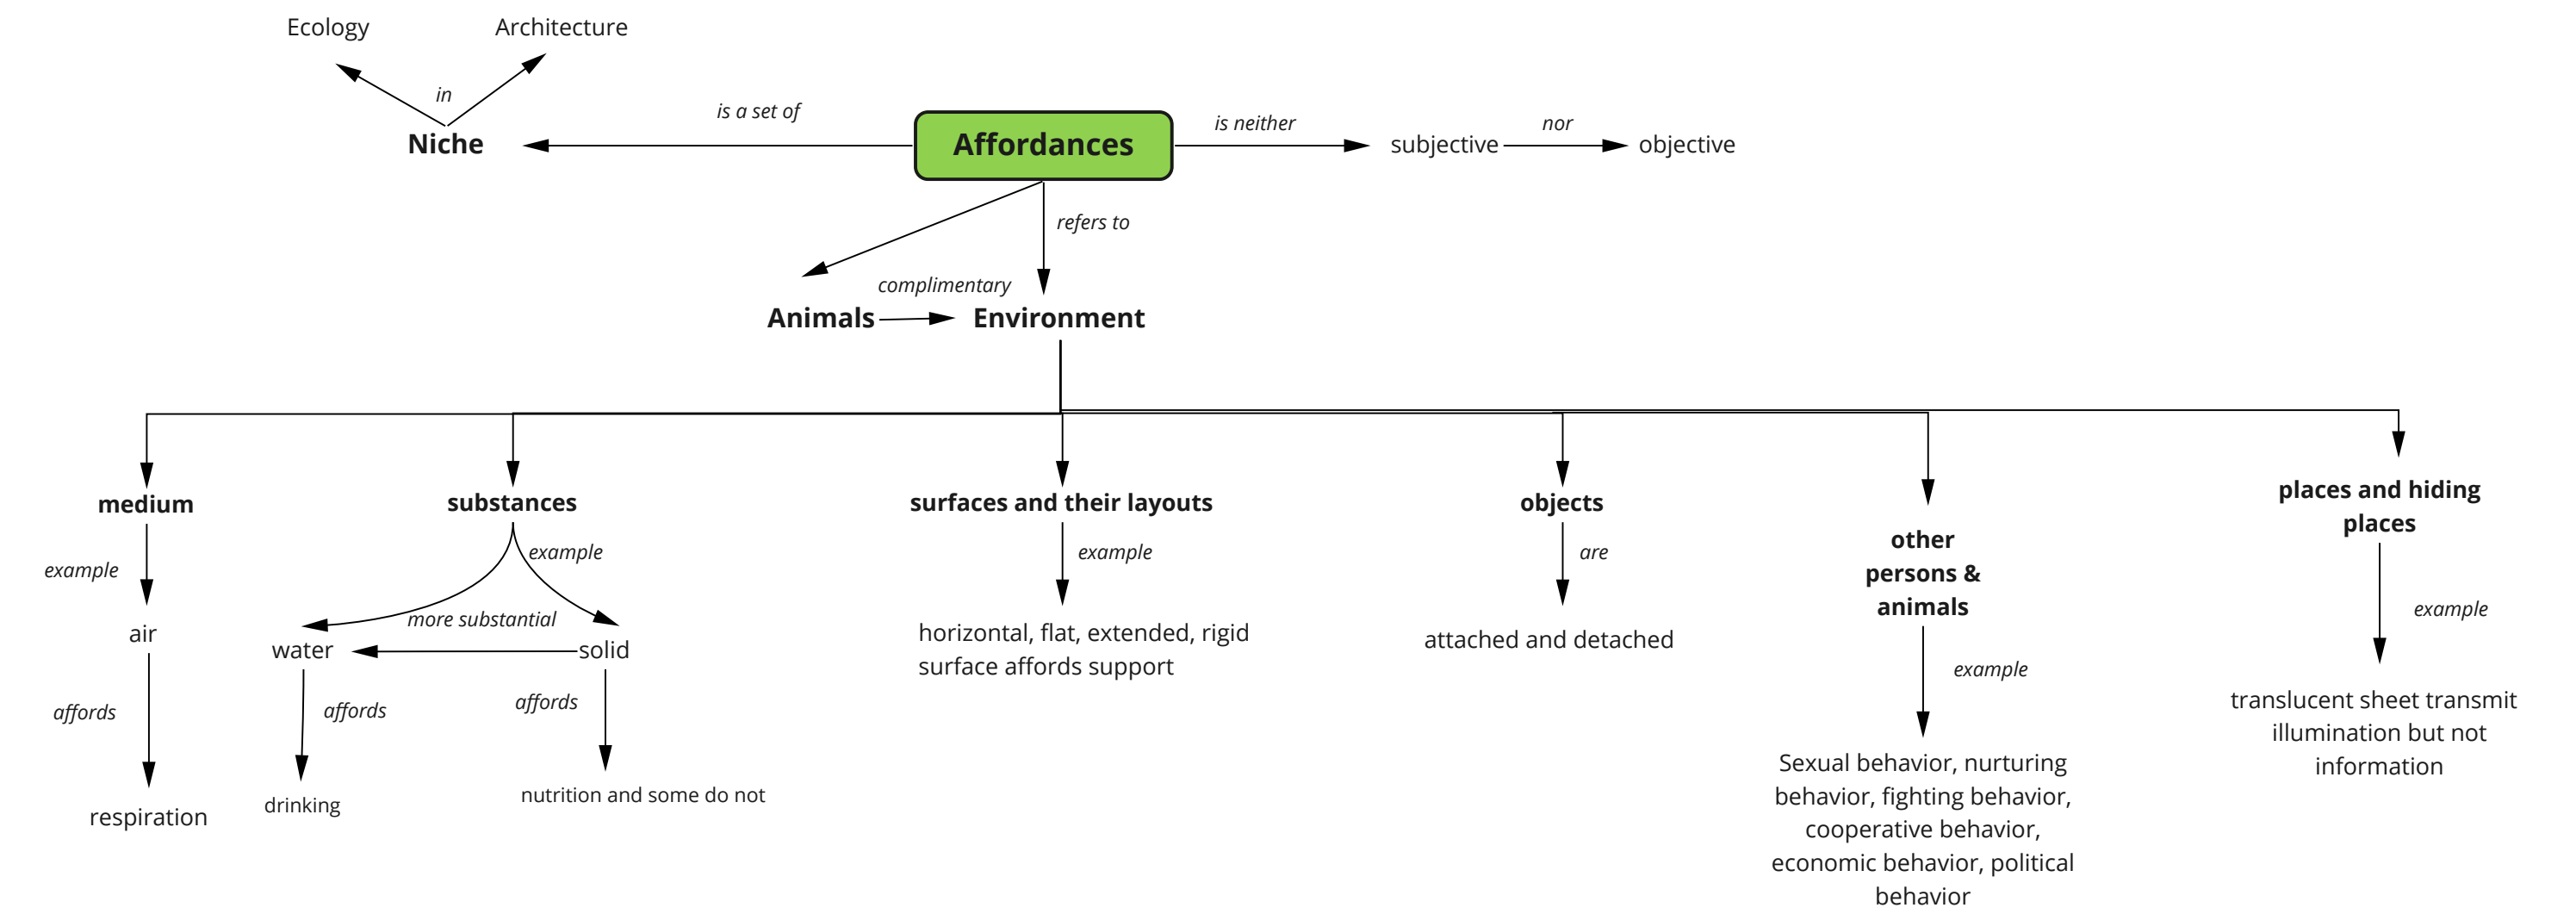 Ecology
Architecture
in
is a set of
is neither
nor
Niche
Affordances
subjective
objective
refers to
complimentary
Animals
Environment
medium
substances
surfaces and their layouts
objects
places and hiding
places
other
persons &
animals
example
example
example
are
example
example
air
more substantial
water
solid
horizontal, flat, extended, rigid
surface affords support
attached and detached
affords
affords
affords
translucent sheet transmit
illumination but not
information
respiration
drinking
nutrition and some do not
Sexual behavior, nurturing
behavior, fighting behavior,
cooperative behavior,
economic behavior, political
behavior